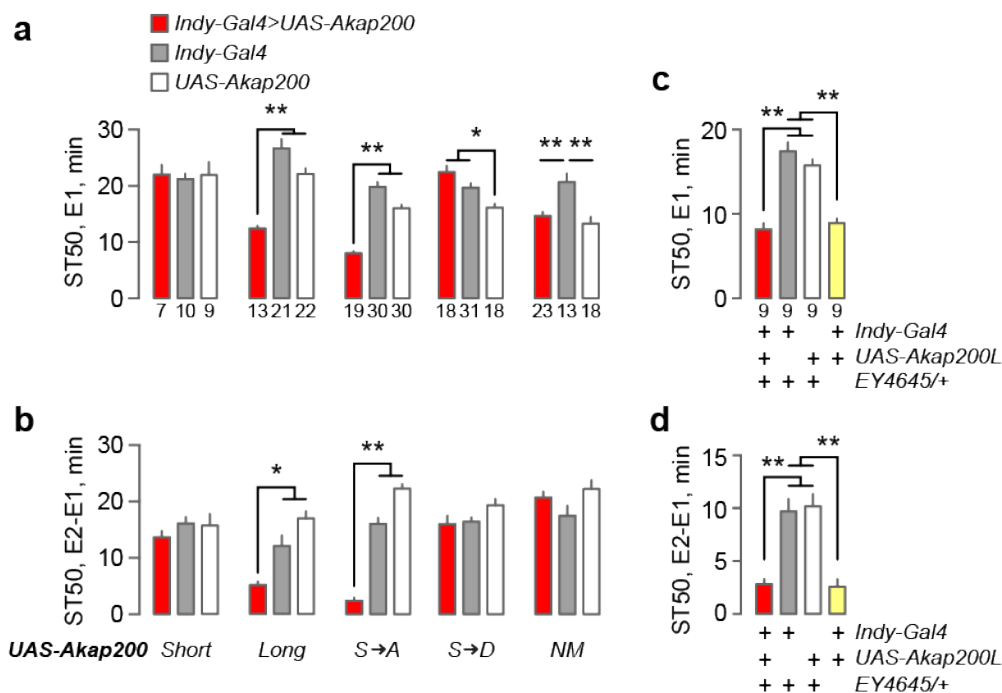 a
Indy-Gal4>UAS-Akap200
Indy-Gal4
UAS-Akap200
ST50, E1, min
30
20
10
0
** ** * ** **
7 10 9 13 21 22 19 30 30 18 31 18 23 13 18
b
ST50, E2-E1, min
30
20
10
0
* **
UAS-Akap200 Short Long S→A S→D NM
c
ST50, E1, min
20
10
0
** **
9 9 9 9
+ + + Indy-Gal4
+ + + UAS-Akap200L
+ + + EY4645/+
d
ST50, E2-E1, min
15
10
5
0
** **
+ + + Indy-Gal4
+ + + UAS-Akap200L
+ + + EY4645/+